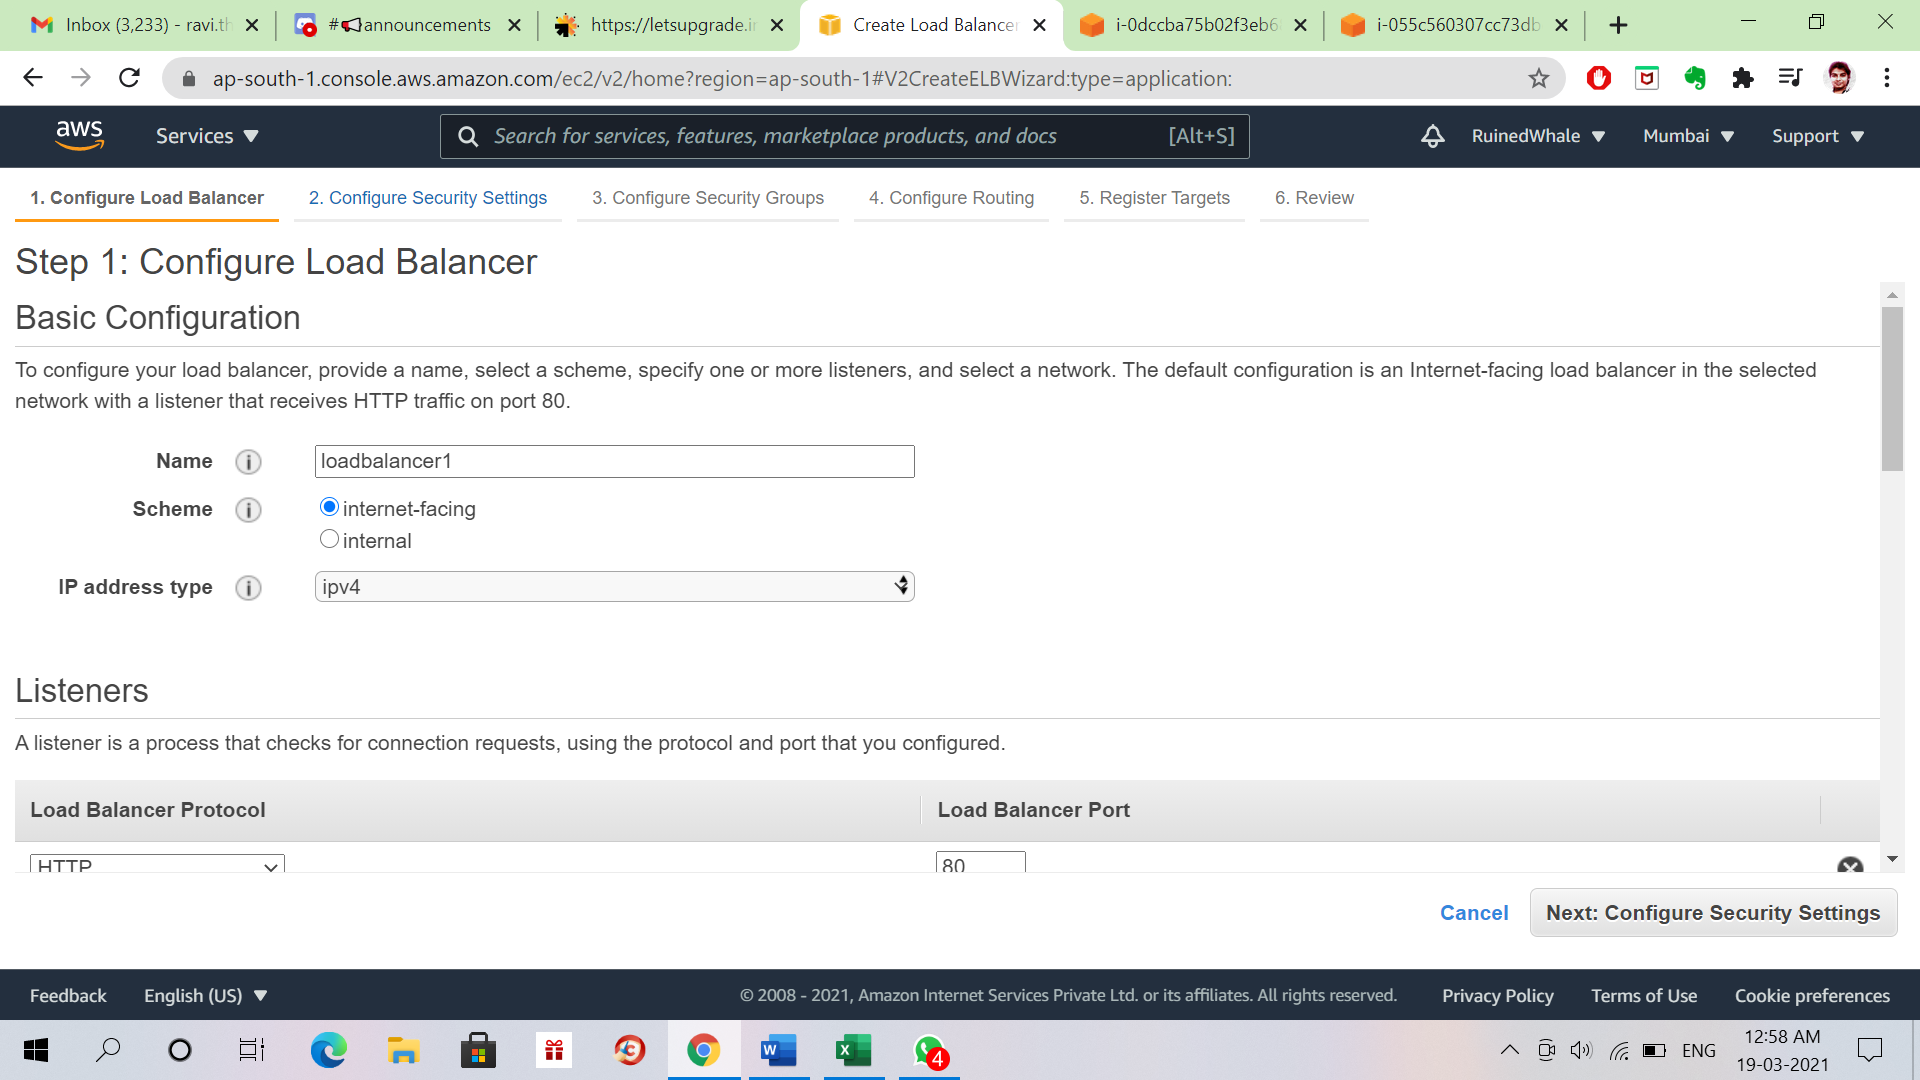 Inbox (3,233) - ravi.th
#announcements
https://letsupgrade.in
Create Load Balancer
i-0dccba75b02f3eb6
i-055c560307cc73db
ap-south-1.console.aws.amazon.com/ec2/v2/home?region=ap-south-1#V2CreateELBWizard:type=application:
aws
Services
Search for services, features, marketplace products, and docs
[Alt+S]
RuinedWhale
Mumbai
Support
1. Configure Load Balancer
2. Configure Security Settings
3. Configure Security Groups
4. Configure Routing
5. Register Targets
6. Review
Step 1: Configure Load Balancer
Basic Configuration
To configure your load balancer, provide a name, select a scheme, specify one or more listeners, and select a network. The default configuration is an Internet-facing load balancer in the selected
network with a listener that receives HTTP traffic on port 80.
Name
loadbalancer1
Scheme
internet-facing
internal
IP address type
ipv4
Listeners
A listener is a process that checks for connection requests, using the protocol and port that you configured.
Load Balancer Protocol
Load Balancer Port
HTTP
80
Cancel
Next: Configure Security Settings
Feedback
English (US)
© 2008 - 2021, Amazon Internet Services Private Ltd. or its affiliates. All rights reserved.
Privacy Policy
Terms of Use
Cookie preferences
4
ENG
12:58 AM
19-03-2021